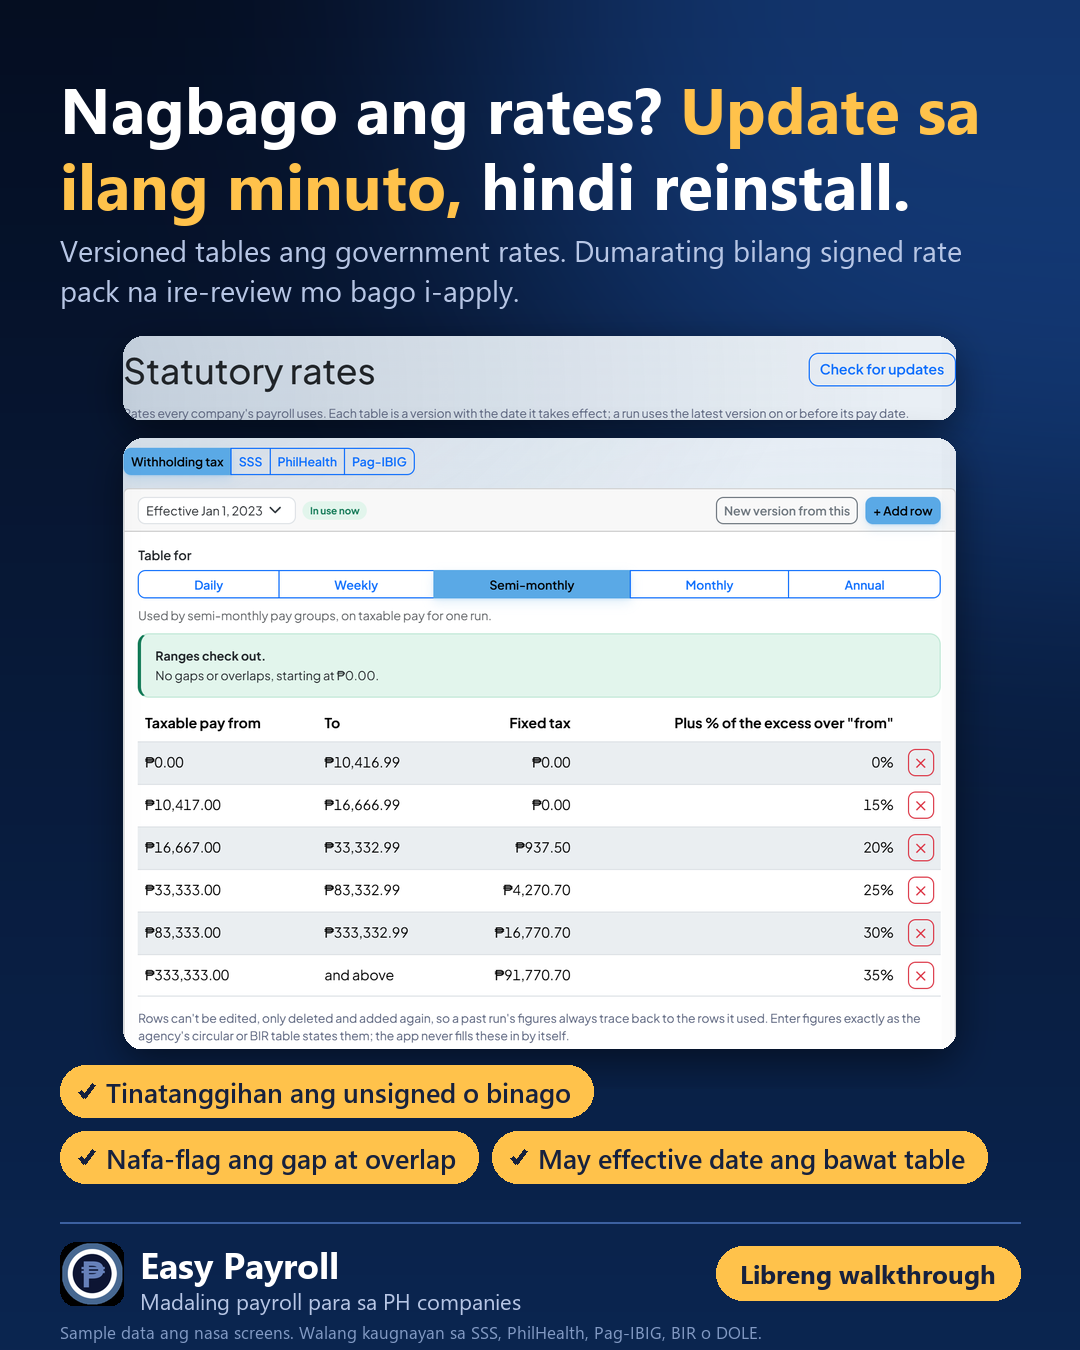 Nagbago ang rates? Update sa
ilang minuto, hindi reinstall.
Versioned tables ang government rates. Dumarating bilang signed rate
pack na ire-review mo bago i-apply.
Statutory rates
Check for updates
Rates every company's payroll uses. Each table is a version with the date it takes effect; a run uses the latest version on or before its pay date.
Withholding tax SSS PhilHealth Pag-IBIG
Effective Jan 1, 2023 In use now New version from this + Add row
Table for
Daily Weekly Semi-monthly Monthly Annual
Used by semi-monthly pay groups, on taxable pay for one run.
Ranges check out.
No gaps or overlaps, starting at ₱0.00.
Taxable pay from To Fixed tax Plus % of the excess over "from"
₱0.00 ₱10,416.99 ₱0.00 0%
₱10,417.00 ₱16,666.99 ₱0.00 15%
₱16,667.00 ₱33,332.99 ₱937.50 20%
₱33,333.00 ₱83,332.99 ₱4,270.70 25%
₱83,333.00 ₱333,332.99 ₱16,770.70 30%
₱333,333.00 and above ₱91,770.70 35%
Rows can't be edited, only deleted and added again, so a past run's figures always trace back to the rows it used. Enter figures exactly as the
agency's circular or BIR table states them; the app never fills these in by itself.
✓ Tinatanggihan ang unsigned o binago
✓ Nafa-flag ang gap at overlap
✓ May effective date ang bawat table
Easy Payroll
Madaling payroll para sa PH companies
Libreng walkthrough
Sample data ang nasa screens. Walang kaugnayan sa SSS, PhilHealth, Pag-IBIG, BIR o DOLE.